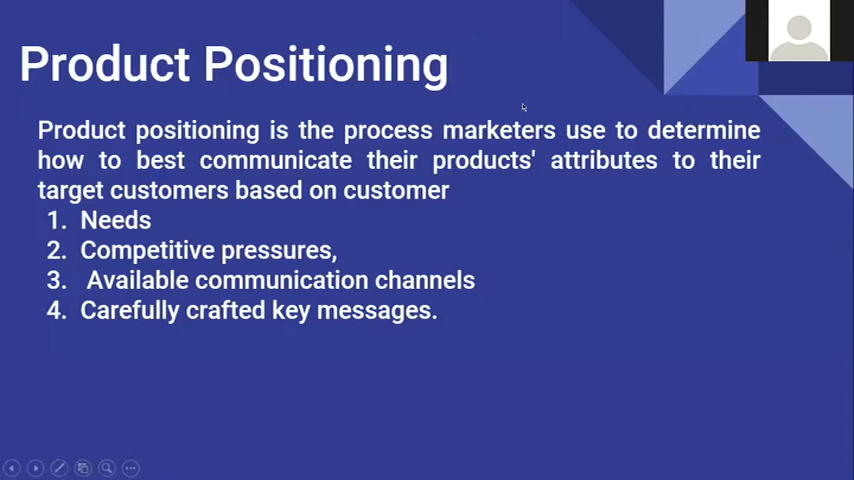 Product Positioning
Product positioning is the process marketers use to determine
how to best communicate their products' attributes to their
target customers based on customer
1. Needs
2. Competitive pressures,
3. Available communication channels
4. Carefully crafted key messages.